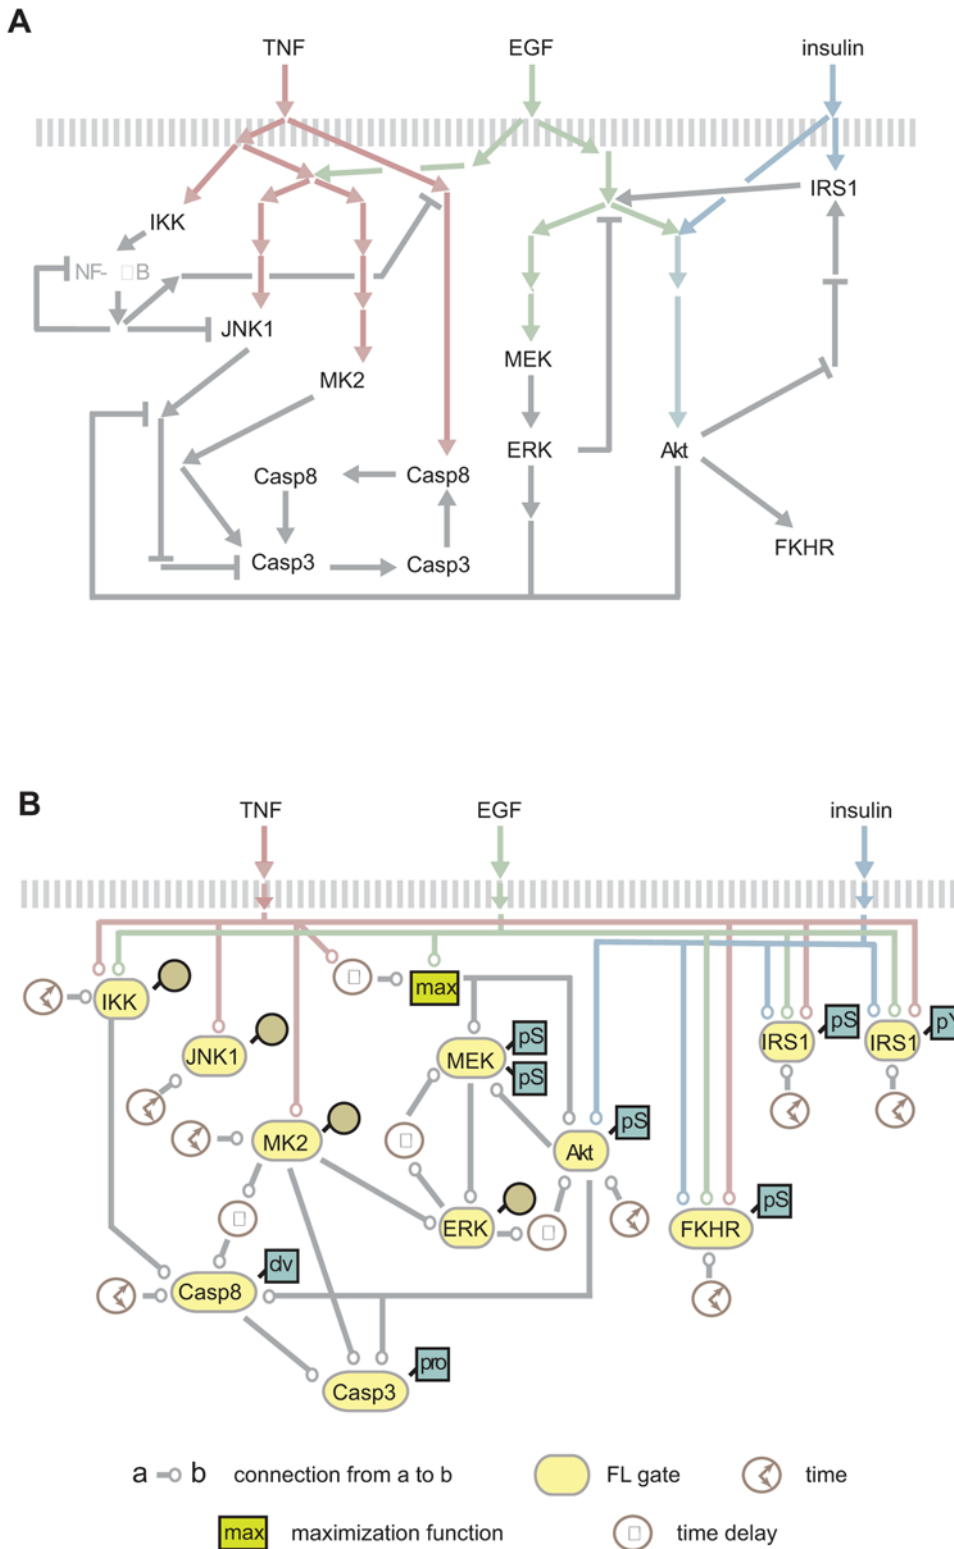 A
TNF EGF insulin
IRS1
IKK
NF- □B
JNK1
MEK
MK2
ERK Akt
Casp8 Casp8
FKHR
Casp3 Casp3
B
TNF EGF insulin
□ max
IKK
pS pS pY
IRS1 IRS1
JNK1 MEK
pS
pS
MK2 □ Akt
pS
□ ERK □ FKHR
dv
Casp8
pro
Casp3
a b connection from a to b FL gate time
max maximization function □ time delay